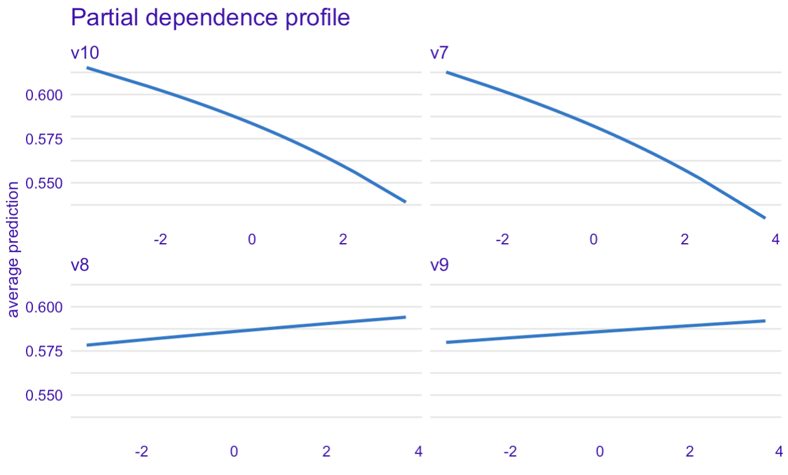 Partial dependence profile
v10 v7
0.600
0.575
0.550
-2 0 2 -2 0 2 4
v8 v9
0.600
0.575
0.550
-2 0 2 4 -2 0 2 4
average prediction